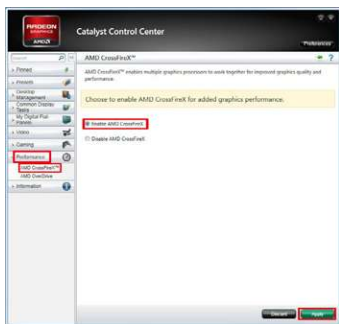 RADEON
GRAPHICS
AMD
Catalyst Control Center
Preferences
Search
AMD CrossFireX™
Pinned
Presets
Desktop
Management
Common Display
Tasks
My Digital Flat-
Panels
Video
Gaming
Performance
AMD CrossFireX™
AMD OverDrive
Information
AMD CrossFireX™ enables multiple graphics processors to work together for improved graphics quality and
performance.
Choose to enable AMD CrossFireX for added graphics performance.
Enable AMD CrossFireX
Disable AMD CrossFireX
Discard
Apply